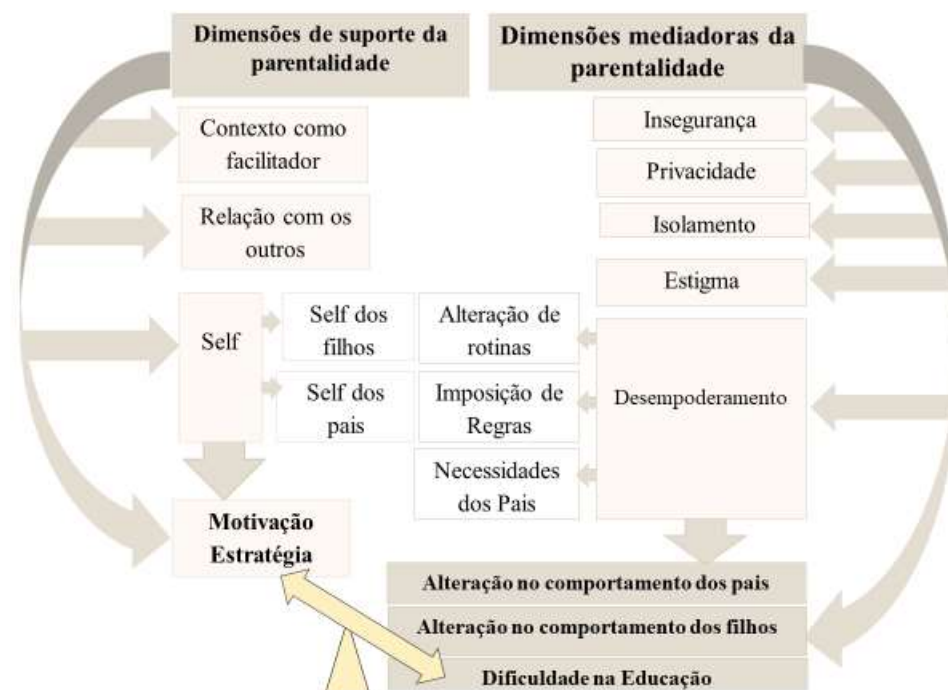 Dimensões de suporte da
parentalidade
Dimensões mediadoras da
parentalidade
Contexto como
facilitador
Relação com os
outros
Self
Self dos
filhos
Self dos
pais
Motivação
Estratégia
Insegurança
Privacidade
Isolamento
Estigma
Alteração de
rotinas
Imposição de
Regras
Necessidades
dos Pais
Desempoderamento
Alteração no comportamento dos pais
Alteração no comportamento dos filhos
Dificuldade na Educação